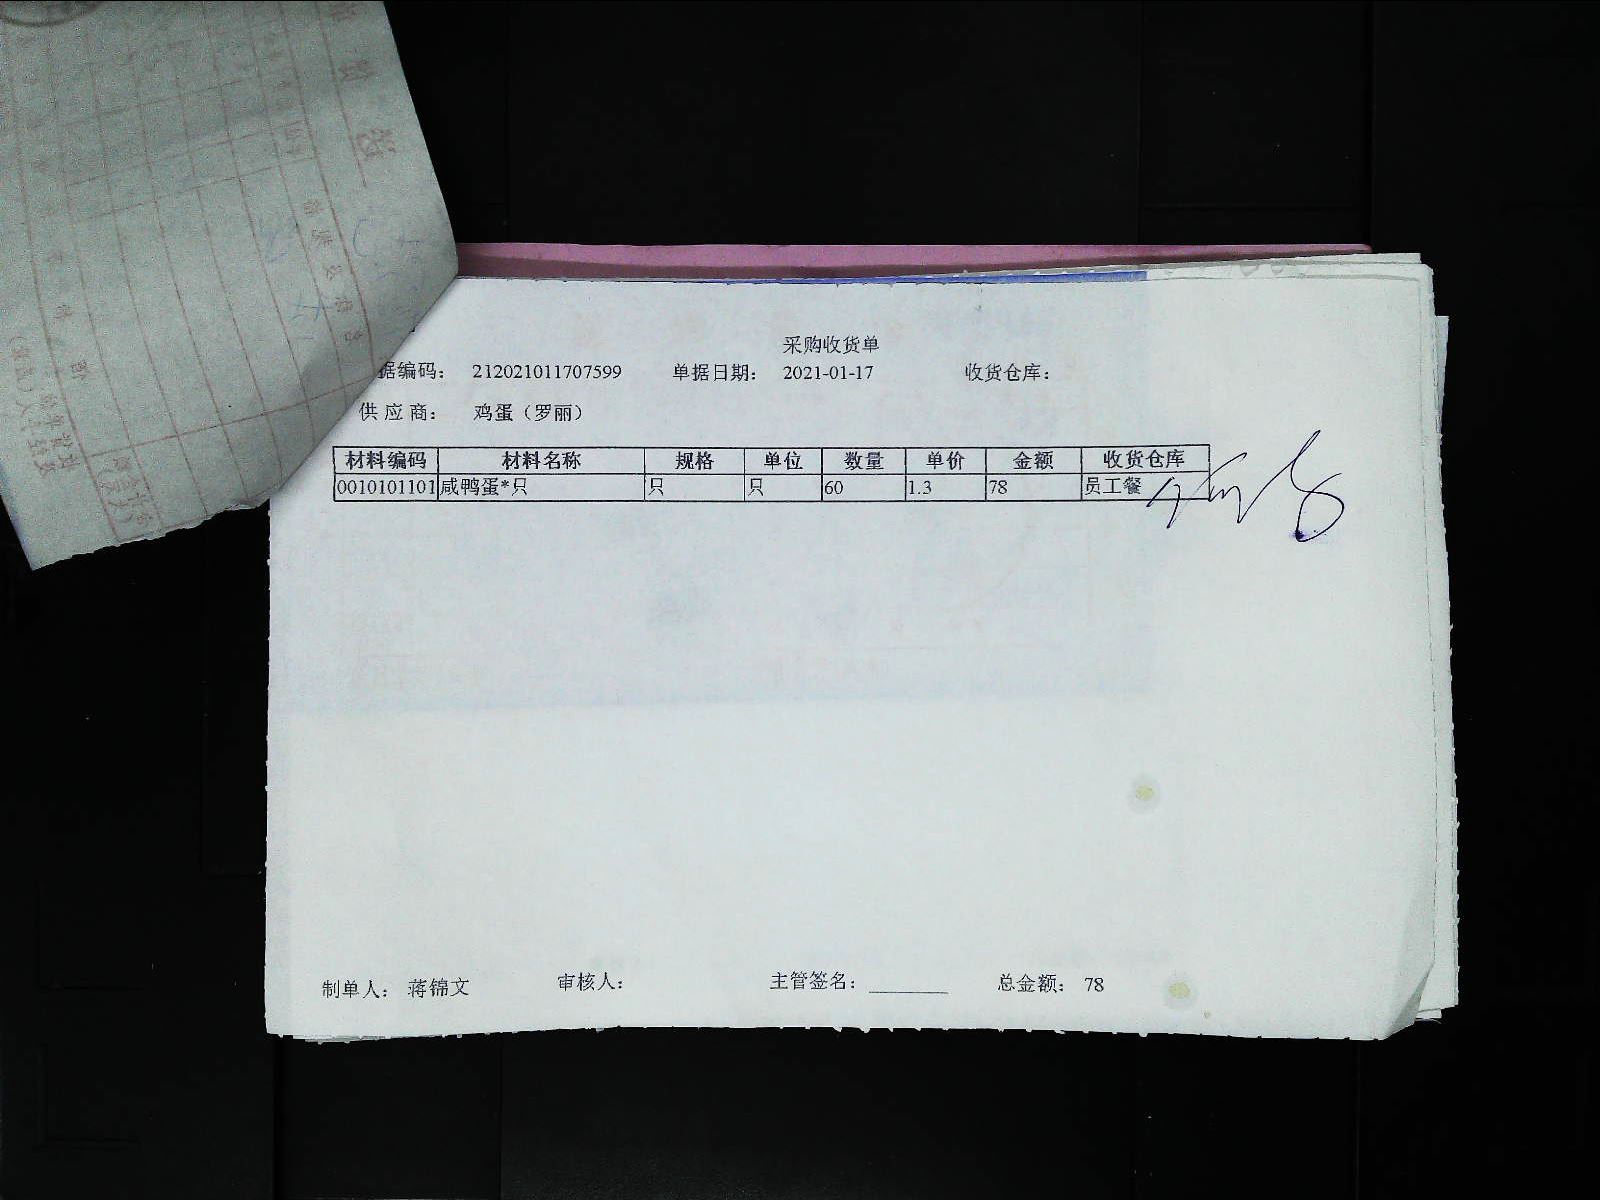 采购收货单
据编码： 212021011707599 单据日期： 2021-01-17 收货仓库：
供应商： 鸡蛋（罗丽）
材料编码 材料名称 规格 单位 数量 单价 金额 收货仓库
0010101101 咸鸭蛋*只 只 只 60 1.3 78 员工餐
制单人： 蒋锦文 审核人： 主管签名： 总金额： 78